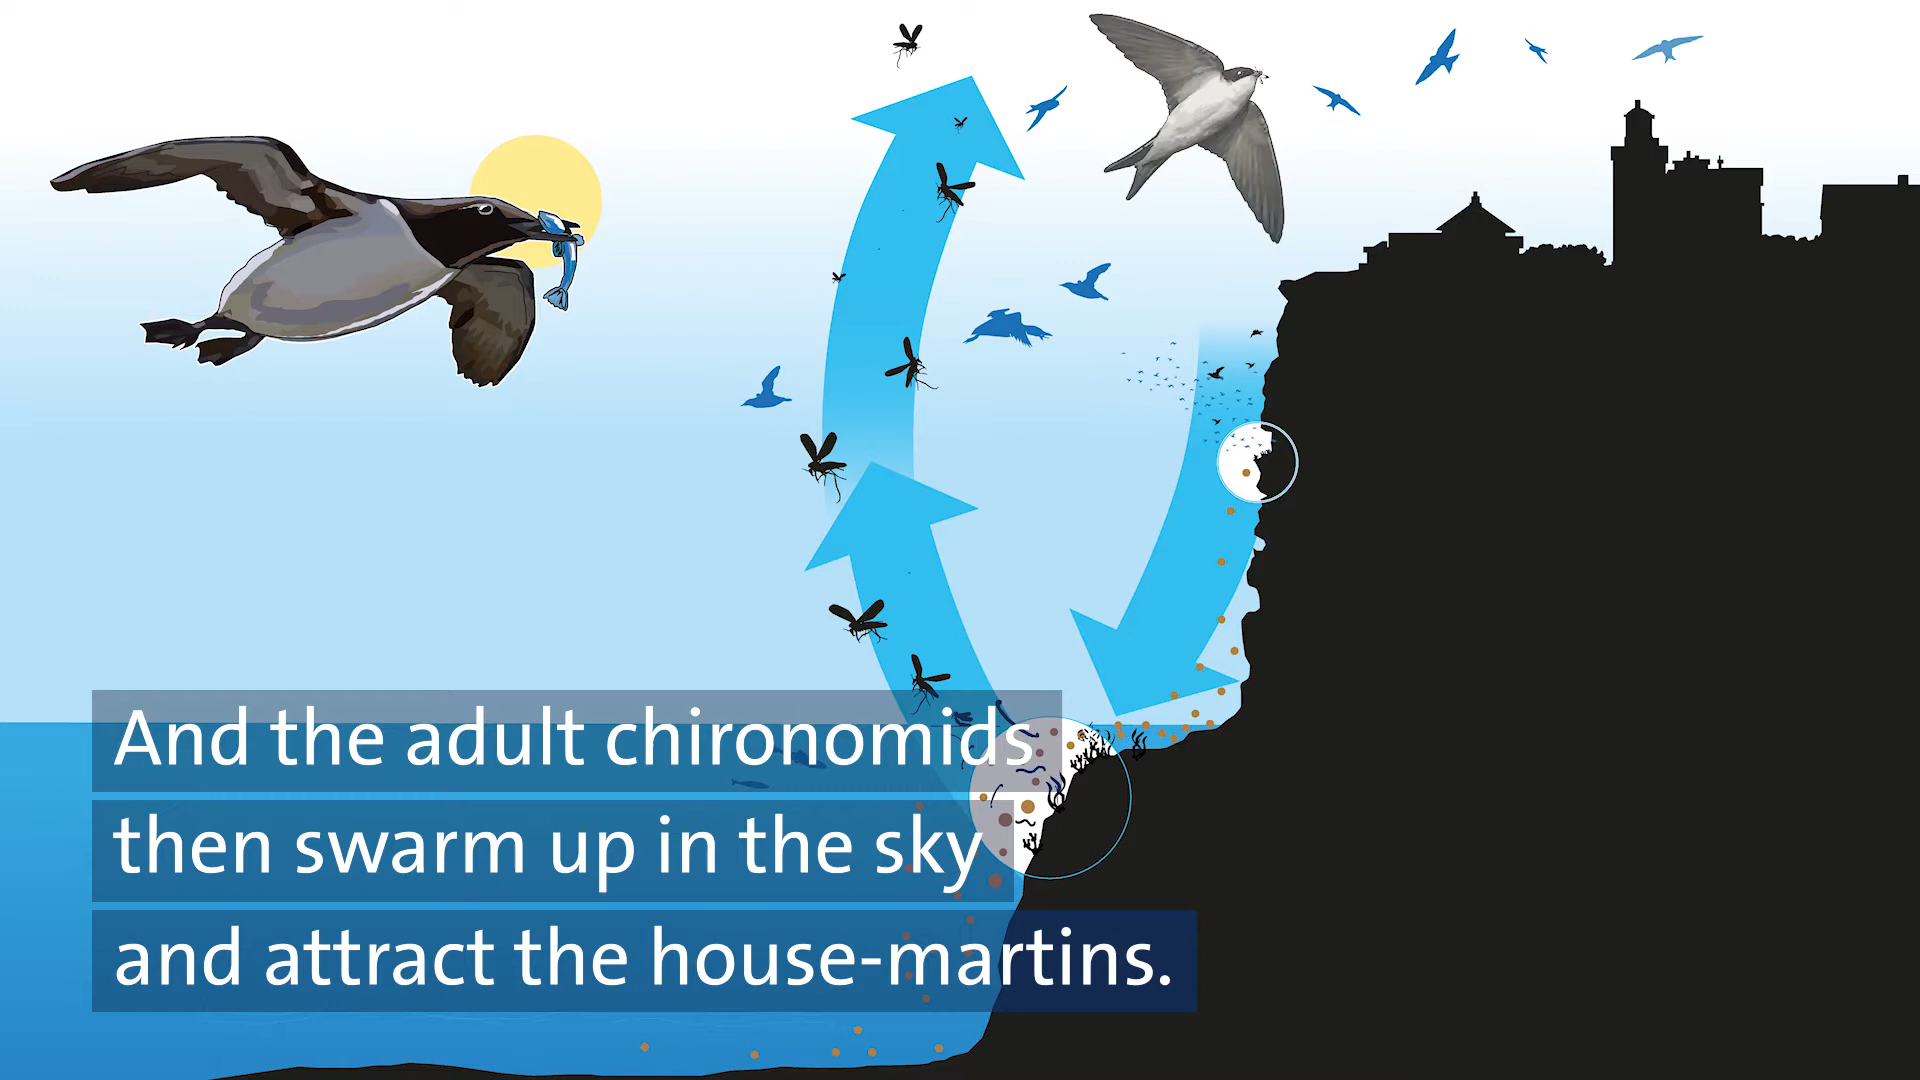 And the adult chironomids
then swarm up in the sky
and attract the house-martins.